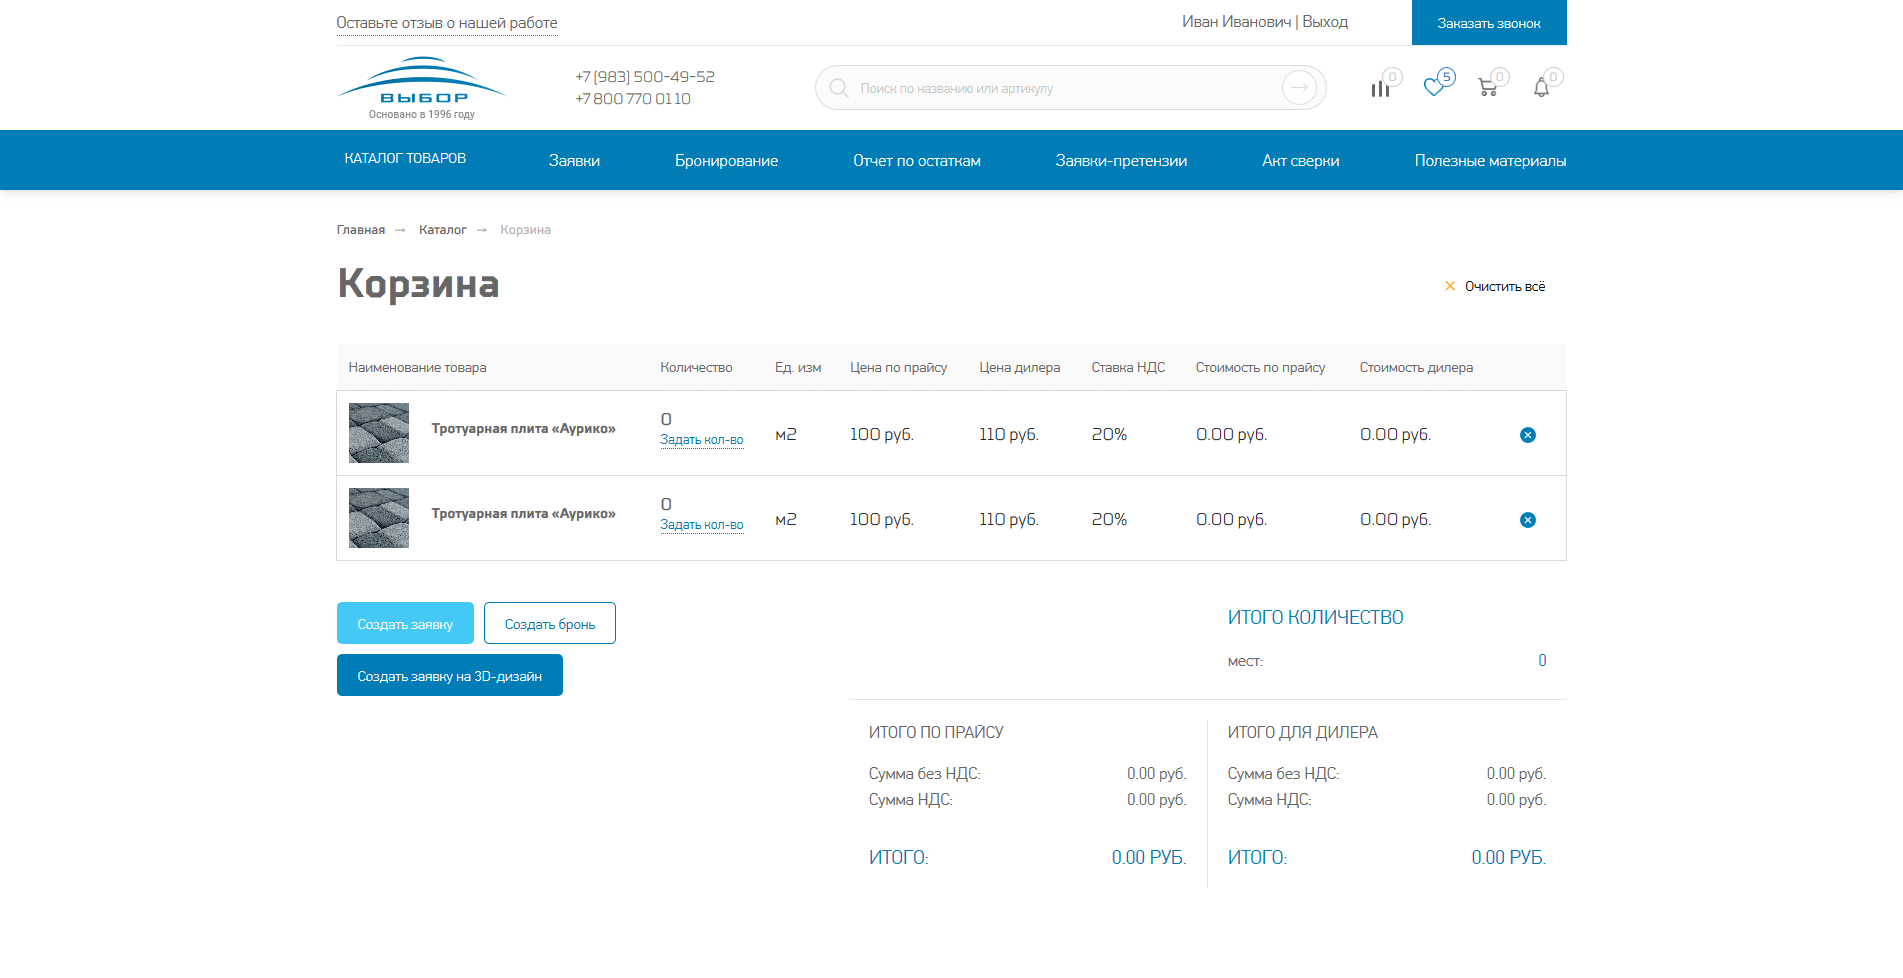 Оставьте отзыв о нашей работе
Иван Иванович | Выход
Заказать звонок
ВЫБОР
Основано в 1996 году
+7 (983) 500-49-52
+7 800 770 01 10
Поиск по названию или артикулу
0
5
0
0
КАТАЛОГ ТОВАРОВ
Заявки
Бронирование
Отчет по остаткам
Заявки-претензии
Акт сверки
Полезные материалы
Главная → Каталог → Корзина
Корзина
Очистить всё
Наименование товара Количество Ед. изм Цена по прайсу Цена дилера Ставка НДС Стоимость по прайсу Стоимость дилера
Тротуарная плита «Аурико» 0 м2 100 руб. 110 руб. 20% 0.00 руб. 0.00 руб.
Задать кол-во
Тротуарная плита «Аурико» 0 м2 100 руб. 110 руб. 20% 0.00 руб. 0.00 руб.
Задать кол-во
Создать заявку
Создать бронь
Создать заявку на 3D-дизайн
ИТОГО КОЛИЧЕСТВО
мест: 0
ИТОГО ПО ПРАЙСУ
Сумма без НДС: 0.00 руб.
Сумма НДС: 0.00 руб.
ИТОГО: 0.00 РУБ.
ИТОГО ДЛЯ ДИЛЕРА
Сумма без НДС: 0.00 руб.
Сумма НДС: 0.00 руб.
ИТОГО: 0.00 РУБ.